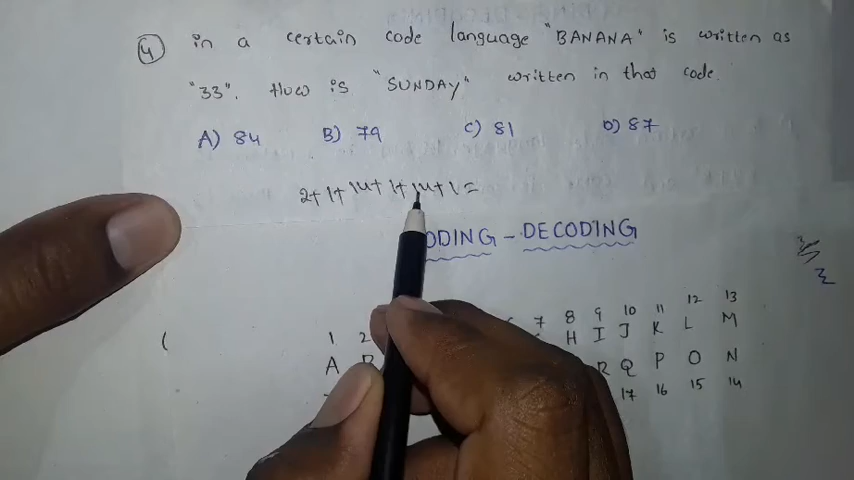 4 in a certain code language "BANANA" is written as
"33". How is "SUNDAY" written in that code.
A) 84 B) 79 C) 81 D) 87
2+1+14+1+14+1=
ODING - DECODING
7 8 9 10 11 12 13
1 2
A B H I J K L M
R Q P O N
17 16 15 14